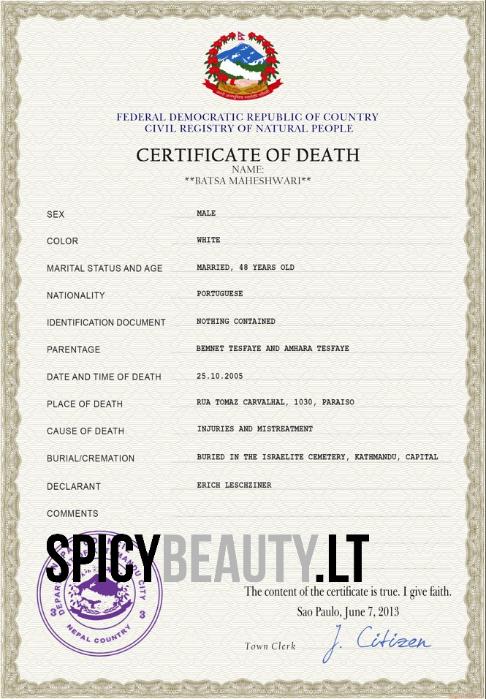 FEDERAL DEMOCRATIC REPUBLIC OF COUNTRY
CIVIL REGISTRY OF NATURAL PEOPLE
CERTIFICATE OF DEATH
NAME:
**BATSA MAHESHWARI**
SEX MALE
COLOR WHITE
MARITAL STATUS AND AGE MARRIED, 48 YEARS OLD
NATIONALITY PORTUGUESE
IDENTIFICATION DOCUMENT NOTHING CONTAINED
PARENTAGE BEMNET TESFAYE AND AMHARA TESFAYE
DATE AND TIME OF DEATH 25.10.2005
PLACE OF DEATH RUA TOMAZ CARVALHAL, 1030, PARAISO
CAUSE OF DEATH INJURIES AND MISTREATMENT
BURIAL/CREMATION BURIED IN THE ISRAELITE CEMETERY, KATHMANDU, CAPITAL
DECLARANT ERICH LESCHZINER
COMMENTS
SPICYBEAUTY.LT
CITY
3 3
NEPAL COUNTRY
The content of the certificate is true. I give faith.
Sao Paulo, June 7, 2013
Town Clerk J. Citizen